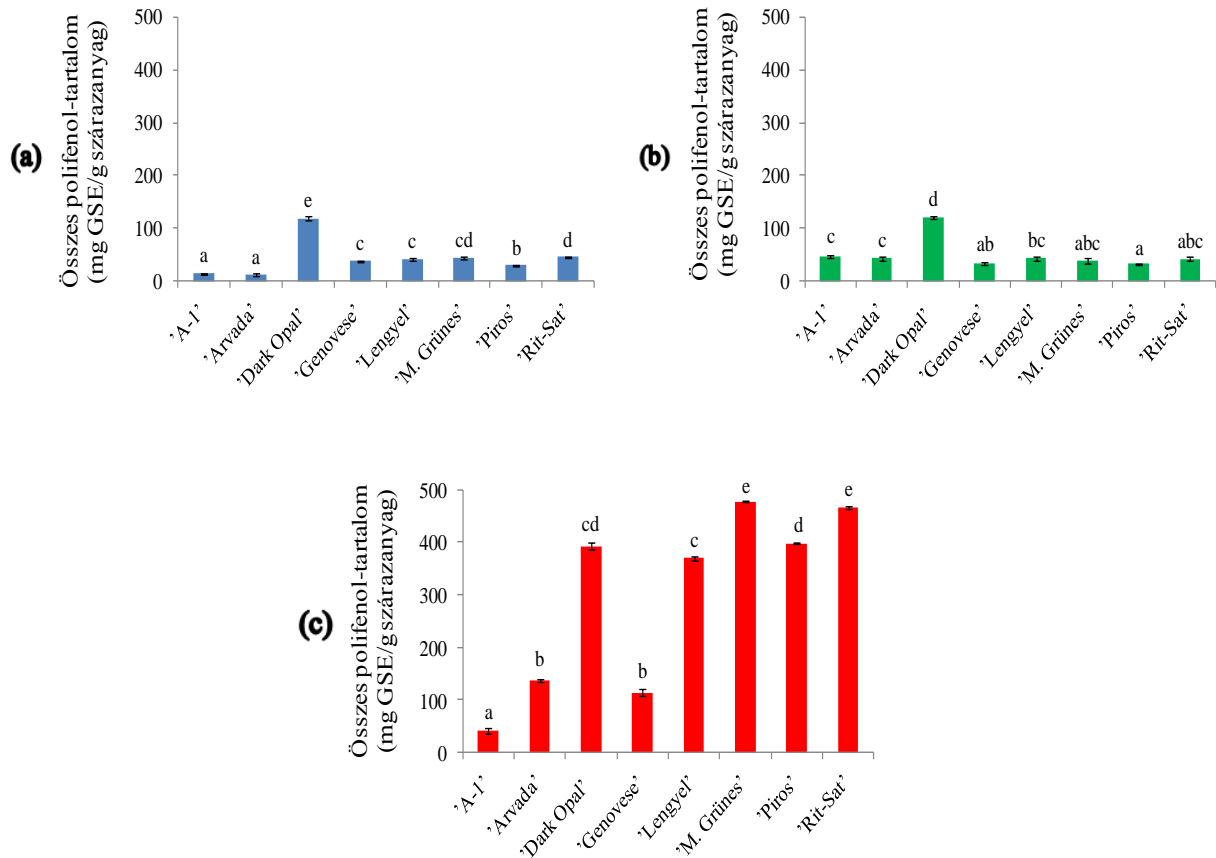 (a)
Összes polifenol-tartalom
(mg GSE/g szárazanyag)
500
400
300
200
100
0
a
a
e
c
c
cd
b
d
’A-1’
’Arvada’
’Dark Opal’
’Genovese’
’Lengyel’
’M. Grünes’
’Piros’
’Rit-Sat’
(b)
Összes polifenol-tartalom
(mg GSE/g szárazanyag)
500
400
300
200
100
0
c
c
d
ab
bc
abc
a
abc
’A-1’
’Arvada’
’Dark Opal’
’Genovese’
’Lengyel’
’M. Grünes’
’Piros’
’Rit-Sat’
(c)
Összes polifenol-tartalom
(mg GSE/g szárazanyag)
500
400
300
200
100
0
a
b
cd
b
c
e
d
e
’A-1’
’Arvada’
’Dark Opal’
’Genovese’
’Lengyel’
’M. Grünes’
’Piros’
’Rit-Sat’